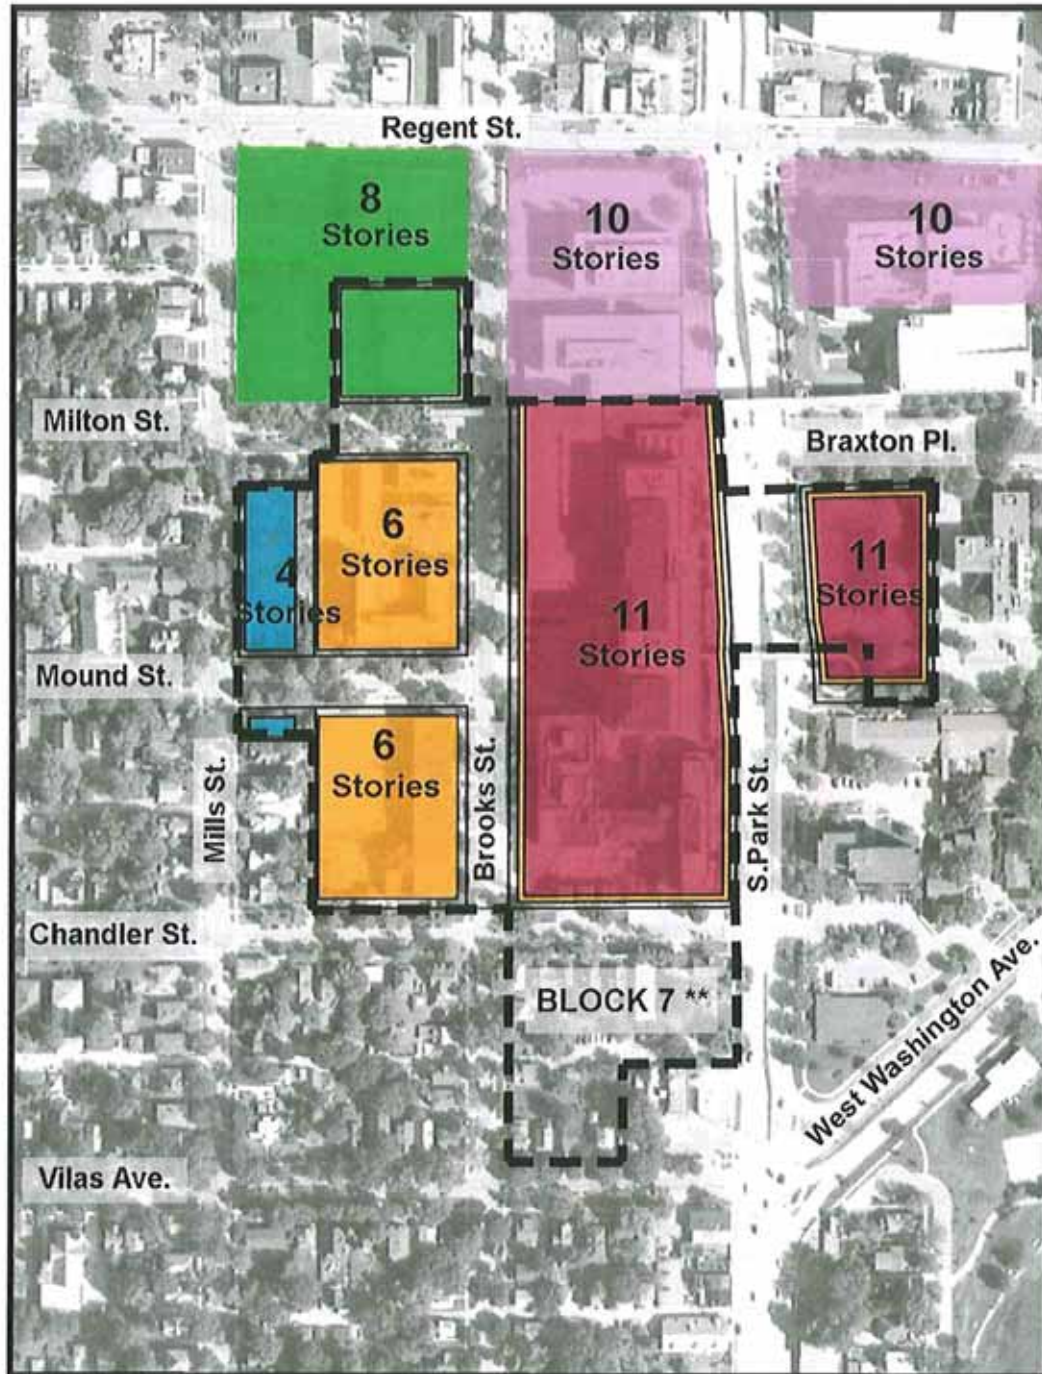 Regent St.
8
Stories
10
Stories
10
Stories
Milton St.
Braxton Pl.
4
Stories
6
Stories
11
Stories
11
Stories
Mound St.
6
Stories
Mills St.
Brooks St.
S.Park St.
Chandler St.
BLOCK 7 **
West Washington Ave.
Vilas Ave.